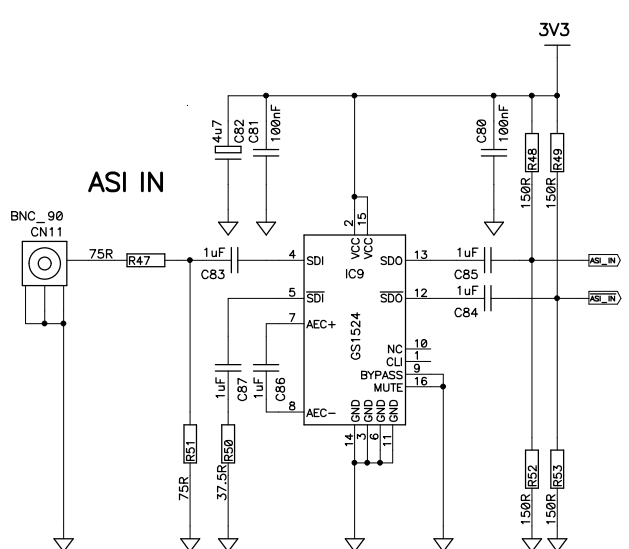 3V3
4u7
C82
C81
100nF
C80
100nF
R48
150R
R49
150R
ASI IN
BNC_90
CN11
75R
R47
1uF
C83
4
SDI
2
VCC
15
VCC
IC9
GS1524
13
SDO
1uF
C85
ASI_IN
5
SDI
12
SDO
1uF
C84
ASI_IN
7
AEC+
1uF
C87
1uF
C86
8
AEC-
NC
10
CLI
1
BYPASS
9
MUTE
16
GND
GND
GND
GND
14
3
6
11
R51
75R
R50
37.5R
R52
150R
R53
150R